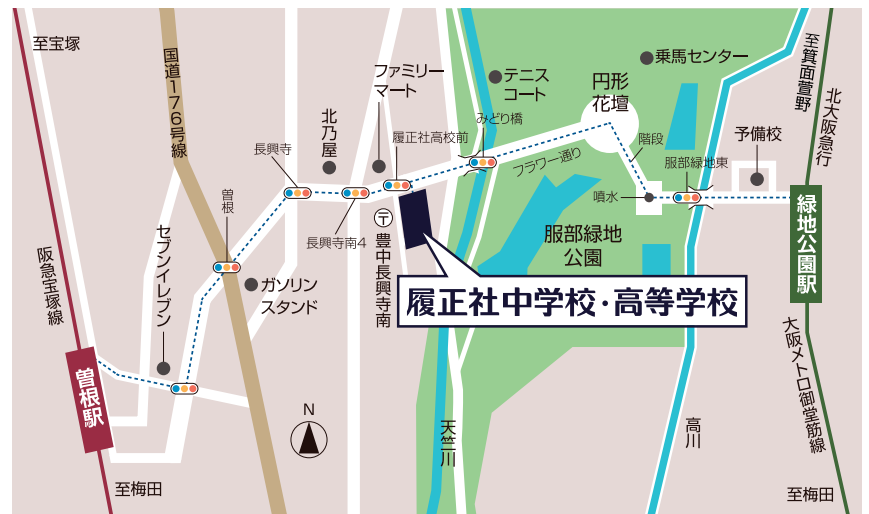 至宝塚
国道176号線
ファミリー
マート
北乃屋
履正社高校前
長興寺
曽根
長興寺南4
〒
豊中長興寺南
セブンイレブン
ガソリン
スタンド
阪急宝塚線
曽根駅
至梅田
N
テニス
コート
みどり橋
フラワー通り
円形
花壇
乗馬センター
階段
噴水
服部緑地東
予備校
至箕面萱野
北大阪急行
緑地公園駅
服部緑地
公園
履正社中学校・高等学校
大阪メトロ御堂筋線
天竺川
高川
至梅田